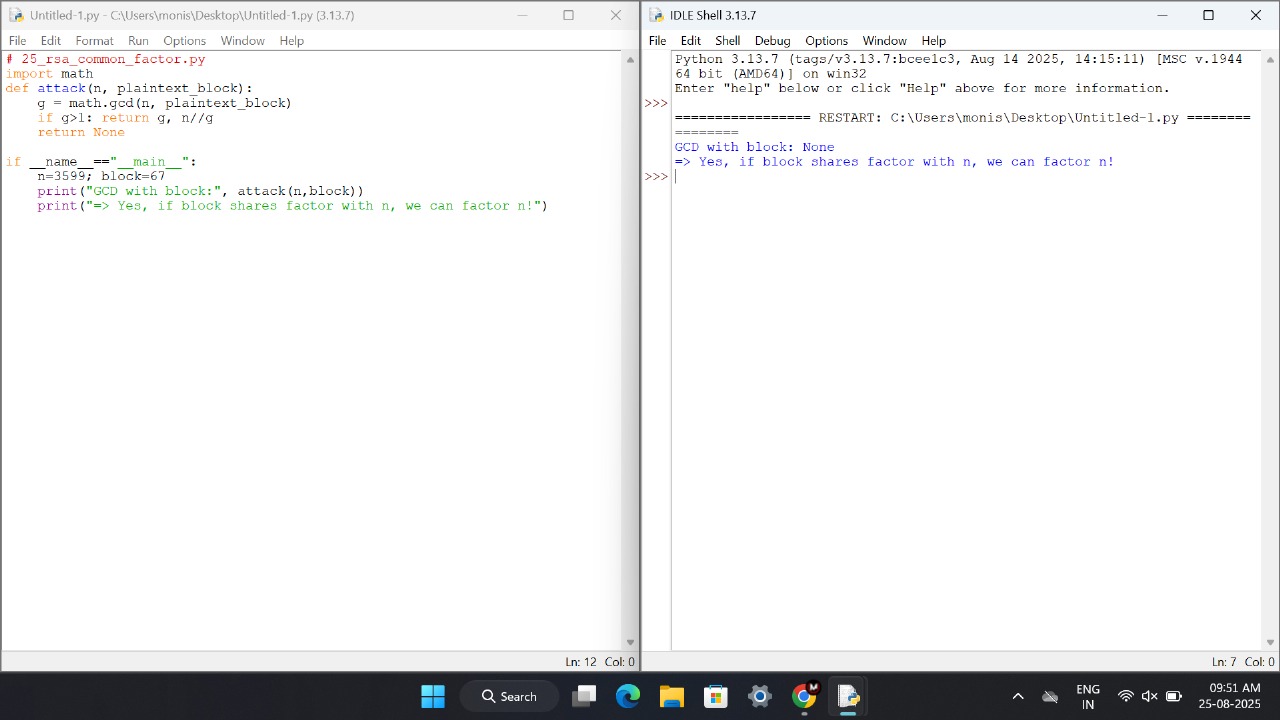 Untitled-1.py - C:\Users\monis\Desktop\Untitled-1.py (3.13.7)
File Edit Format Run Options Window Help
# 25_rsa_common_factor.py
import math
def attack(n, plaintext_block):
    g = math.gcd(n, plaintext_block)
    if g>1: return g, n//g
    return None

if __name__=="__main__":
    n=3599; block=67
    print("GCD with block:", attack(n,block))
    print("=> Yes, if block shares factor with n, we can factor n!")
Ln: 12 Col: 0
IDLE Shell 3.13.7
File Edit Shell Debug Options Window Help
Python 3.13.7 (tags/v3.13.7:bcee1c3, Aug 14 2025, 14:15:11) [MSC v.1944
64 bit (AMD64)] on win32
Enter "help" below or click "Help" above for more information.
>>>
================= RESTART: C:\Users\monis\Desktop\Untitled-1.py ========
========
GCD with block: None
=> Yes, if block shares factor with n, we can factor n!
>>>
Ln: 7 Col: 0
Search
M
ENG
IN
09:51 AM
25-08-2025